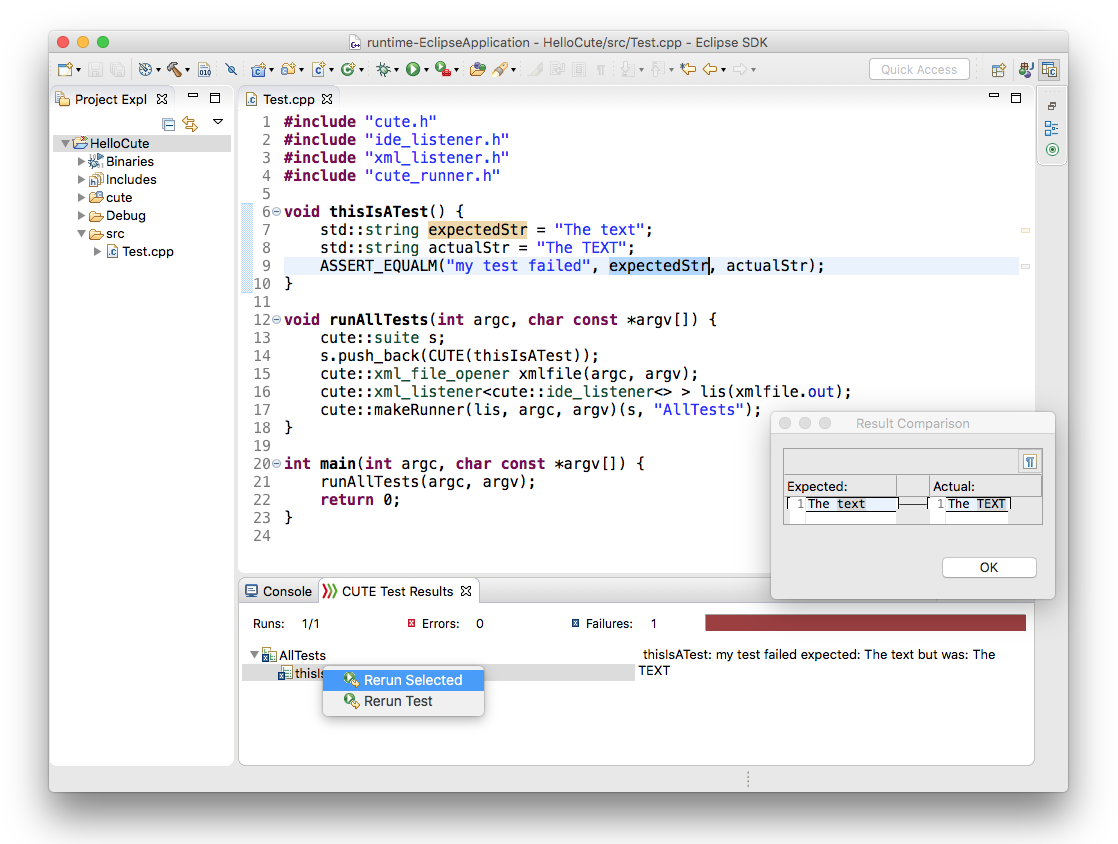 runtime-EclipseApplication - HelloCute/src/Test.cpp - Eclipse SDK
Quick Access
Project Expl
HelloCute
Binaries
Includes
cute
Debug
src
Test.cpp
Test.cpp
1 #include "cute.h"
2 #include "ide_listener.h"
3 #include "xml_listener.h"
4 #include "cute_runner.h"
5
6 void thisIsATest() {
7 std::string expectedStr = "The text";
8 std::string actualStr = "The TEXT";
9 ASSERT_EQUALM("my test failed", expectedStr, actualStr);
10 }
11
12 void runAllTests(int argc, char const *argv[]) {
13 cute::suite s;
14 s.push_back(CUTE(thisIsATest));
15 cute::xml_file_opener xmlfile(argc, argv);
16 cute::xml_listener<cute::ide_listener<> > lis(xmlfile.out);
17 cute::makeRunner(lis, argc, argv)(s, "AllTests");
18 }
19
20 int main(int argc, char const *argv[]) {
21 runAllTests(argc, argv);
22 return 0;
23 }
24
Result Comparison
Expected: Actual:
1 The text 1 The TEXT
OK
Console CUTE Test Results
Runs: 1/1 Errors: 0 Failures: 1
AllTests
thisIs
Rerun Selected
Rerun Test
thisIsATest: my test failed expected: The text but was: The
TEXT